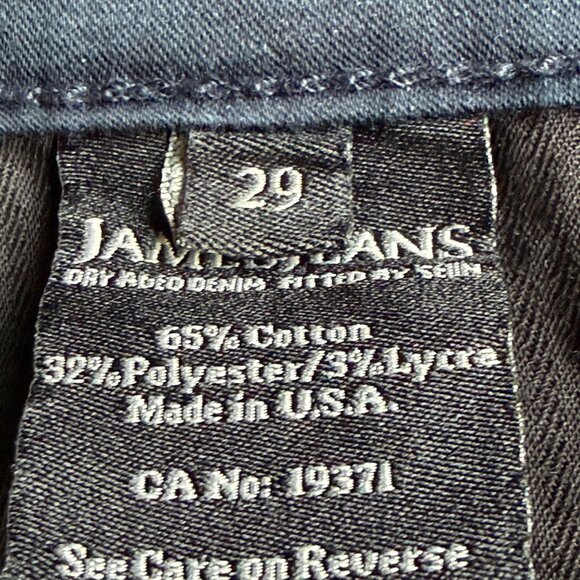 29
JAMES JEANS
DRY AGED DENIM FITTED BY SEUN
65% Cotton
32% Polyester/3% Lycra
Made in U.S.A.
CA No: 19371
See Care on Reverse